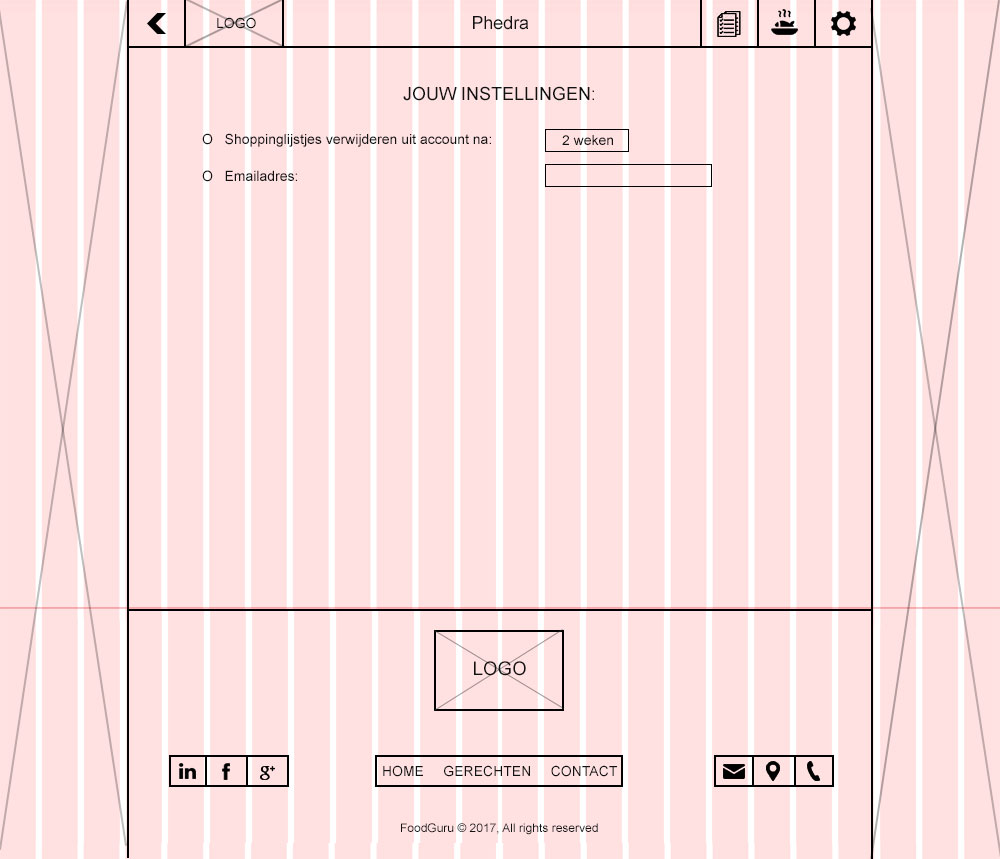 LOGO
Phedra
JOUW INSTELLINGEN:
O Shoppinglijstjes verwijderen uit account na: 2 weken
O Emailadres:
LOGO
in f g+
HOME GERECHTEN CONTACT
FoodGuru © 2017, All rights reserved